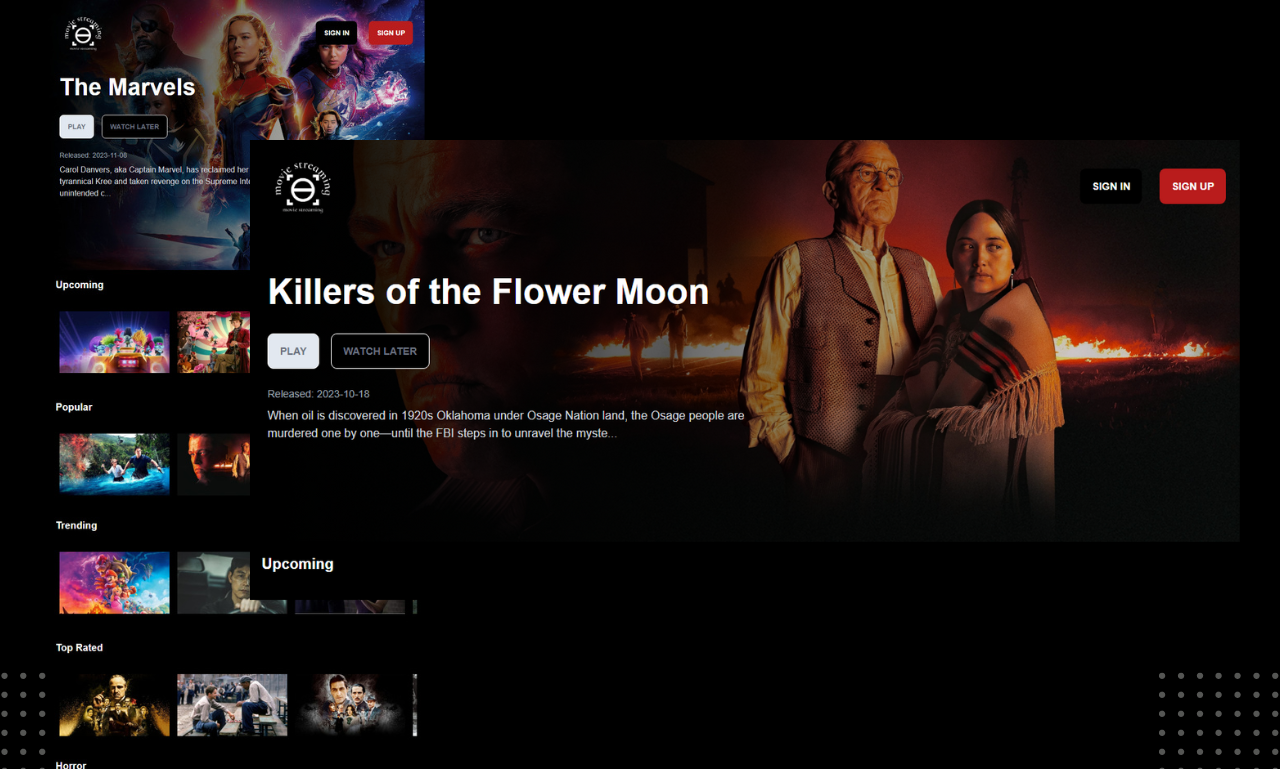 movie streaming
movie streaming
SIGN IN
SIGN UP
The Marvels
PLAY
WATCH LATER
Released: 2023-11-08
Carol Danvers, aka Captain Marvel, has reclaimed her
tyrannical Kree and taken revenge on the Supreme
unintended c...
Upcoming
Popular
Trending
Top Rated
Horror
movie streaming
movie streaming
SIGN IN
SIGN UP
Killers of the Flower Moon
PLAY
WATCH LATER
Released: 2023-10-18
When oil is discovered in 1920s Oklahoma under Osage Nation land, the Osage people are
murdered one by one—until the FBI steps in to unravel the myste...
Upcoming